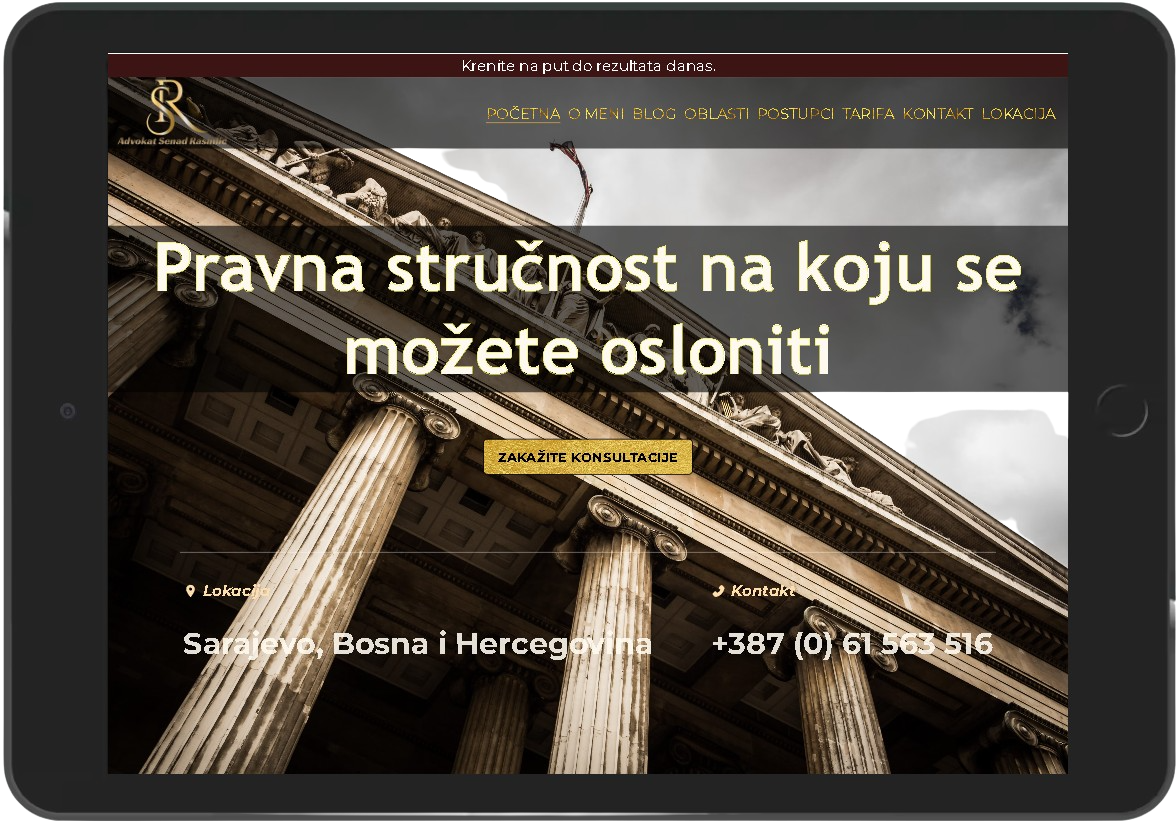 Krenite na put do rezultata danas.
SR
Advokat Senad Kasimić
POČETNA O MENI BLOG OBLASTI POSTUPCI TARIFA KONTAKT LOKACIJA
Pravna stručnost na koju se
možete osloniti
ZAKAŽITE KONSULTACIJE
Lokacija
Kontakt
Sarajevo, Bosna i Hercegovina
+387 (0) 61 563 516